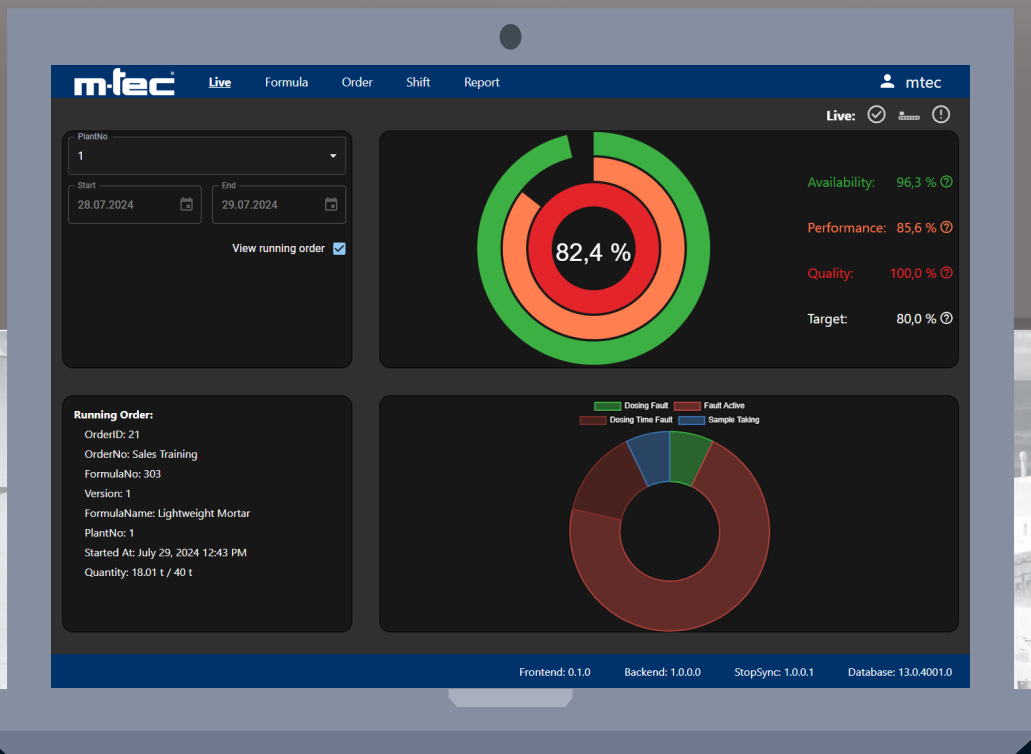 m-tec Live Formula Order Shift Report mtec
Live:
PlantNo
1
Start End
28.07.2024 29.07.2024
View running order
82,4 %
Availability: 96,3 %
Performance: 85,6 %
Quality: 100,0 %
Target: 80,0 %
Running Order:
OrderID: 21
OrderNo: Sales Training
FormulaNo: 303
Version: 1
FormulaName: Lightweight Mortar
PlantNo: 1
Started At: July 29, 2024 12:43 PM
Quantity: 18.01 t / 40 t
Dosing Fault Fault Active
Dosing Time Fault Sample Taking
Frontend: 0.1.0 Backend: 1.0.0.0 StopSync: 1.0.0.1 Database: 13.0.4001.0